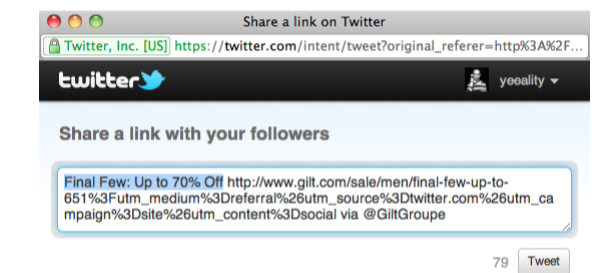 Share a link on Twitter
Twitter, Inc. [US] https://twitter.com/intent/tweet?original_referer=http%3A%2F...
twitter
yeeality
Share a link with your followers
Final Few: Up to 70% Off http://www.gilt.com/sale/men/final-few-up-to-
651%3Futm_medium%3Dreferral%26utm_source%3Dtwitter.com%26utm_ca
mpaign%3Dsite%26utm_content%3Dsocial via @GiltGroupe
79 Tweet